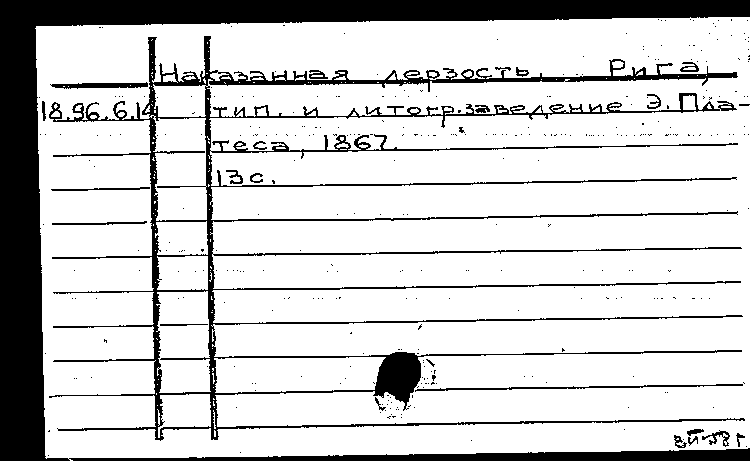 Наказанная дерзость. Рига,
18.96.6.14 тип. и литогр.заведение Э. Пла-
теса, 1867.
13с.